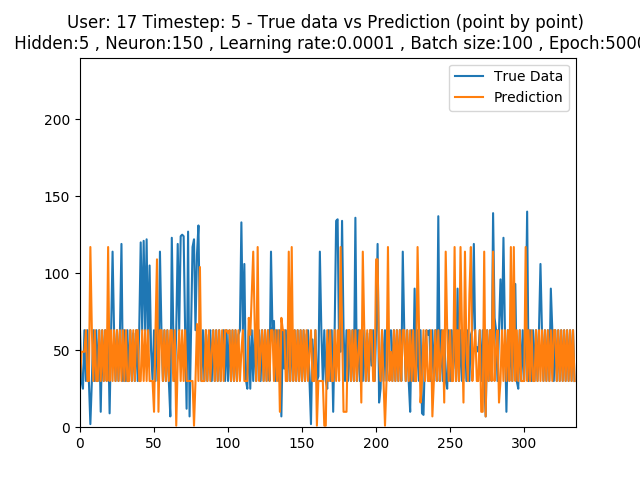 User: 17 Timestep: 5 - True data vs Prediction (point by point)
Hidden:5 , Neuron:150 , Learning rate:0.0001 , Batch size:100 , Epoch:5000
True Data
Prediction
200
150
100
50
0
0 50 100 150 200 250 300